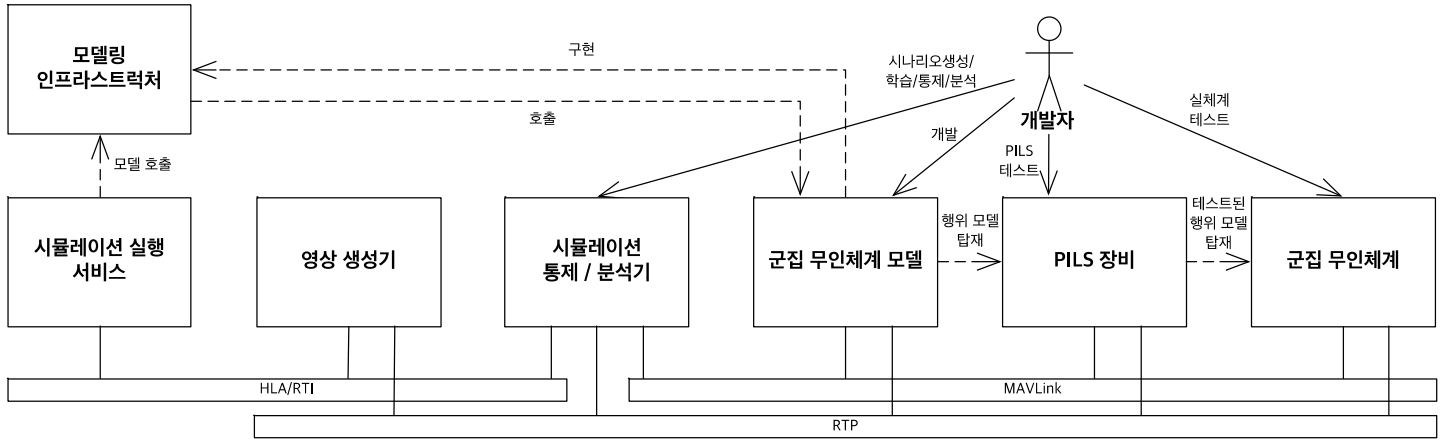 모델링
인프라스트럭처
구현
호출
시나리오생성/
학습/통제/분석
개발자
실체계
테스트
개발
PILS
테스트
모델 호출
시뮬레이션 실행
서비스
영상 생성기
시뮬레이션
통제 / 분석기
군집 무인체계 모델
행위 모델
탑재
PILS 장비
테스트된
행위 모델
탑재
군집 무인체계
HLA/RTI
MAVLink
RTP